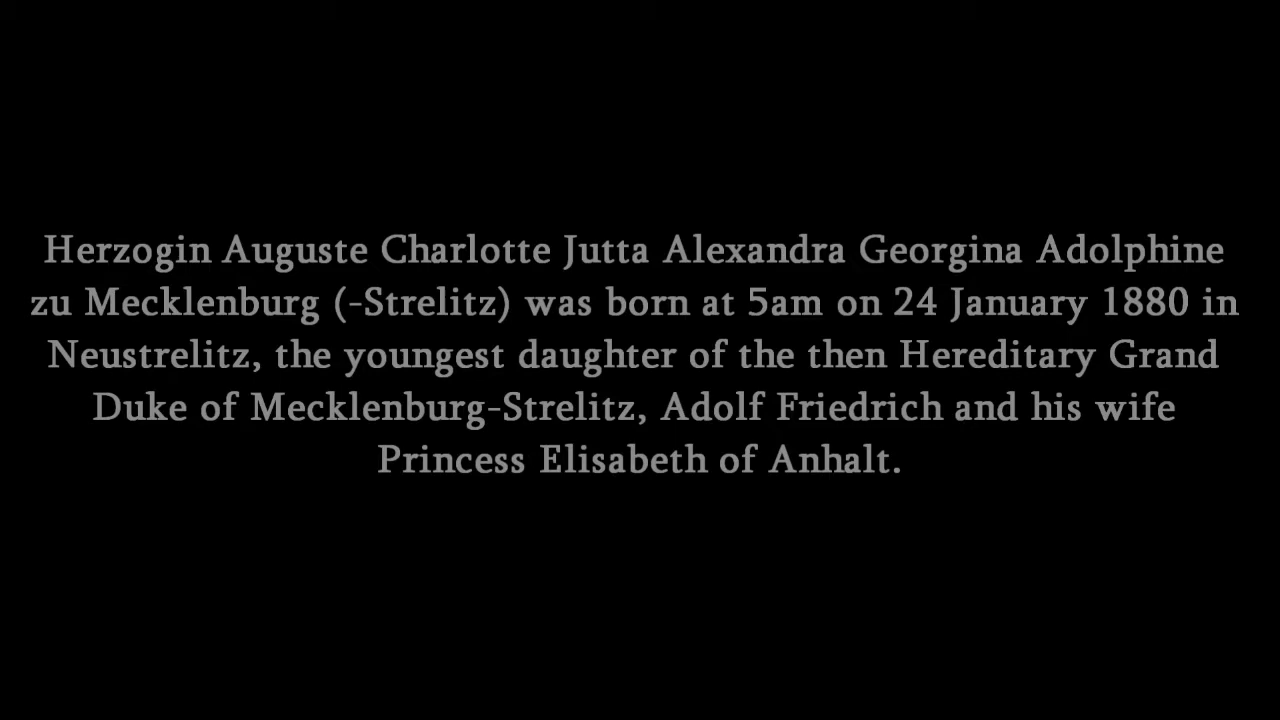 Herzogin Auguste Charlotte Jutta Alexandra Georgina Adolphine
zu Mecklenburg (-Strelitz) was born at 5am on 24 January 1880 in
Neustrelitz, the youngest daughter of the then Hereditary Grand
Duke of Mecklenburg-Strelitz, Adolf Friedrich and his wife
Princess Elisabeth of Anhalt.